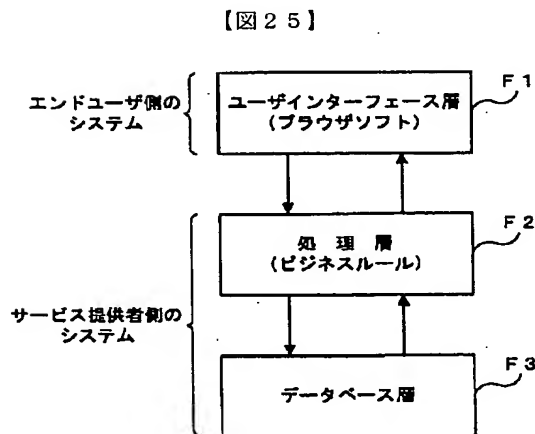 【図25】
F1
エンドユーザ側の
システム
ユーザインターフェース層
(ブラウザソフト)
F2
処理層
(ビジネスルール)
サービス提供者側の
システム
F3
データベース層